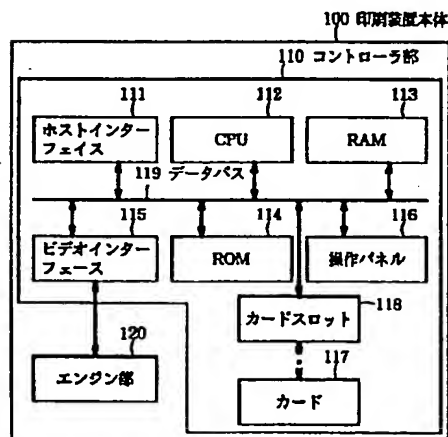 100 印刷装置本体
110 コントローラ部
111
112
113
ホストインター
フェイス
CPU
RAM
119 データバス
115
114
116
ビデオインター
フェース
ROM
操作パネル
118
カードスロット
120
117
エンジン部
カード